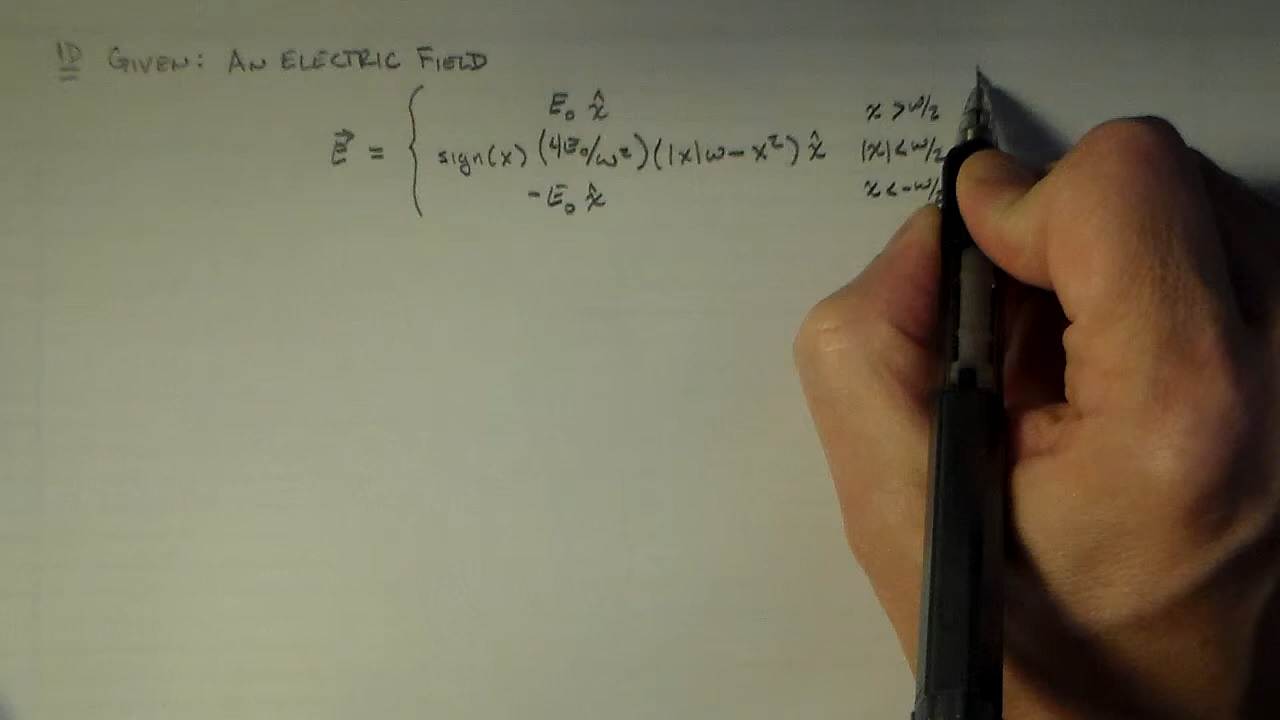 1D GIVEN: AN ELECTRIC FIELD
E₀ x̂ x > w/2
E⃗ = { sign(x) (4E₀/w²)(|x|w - x²) x̂ |x| < w/2
-E₀ x̂ x < -w/2